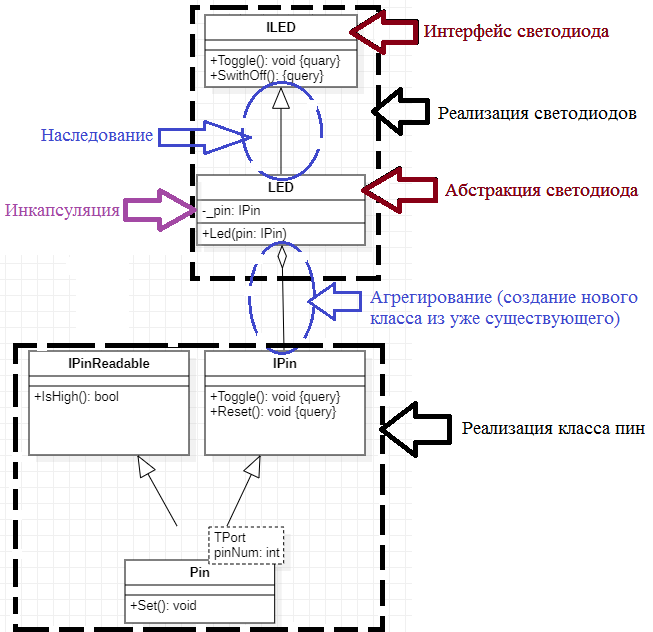 ILED
Интерфейс светодиода
+Toggle(): void {quary}
+SwithOff(): {query}
Реализация светодиодов
Наследование
LED
Абстракция светодиода
Инкапсуляция
-_pin: IPin
+Led(pin: IPin)
Агрегирование (создание нового
класса из уже существующего)
IPinReadable
IPin
+IsHigh(): bool
+Toggle(): void {query}
+Reset(): void {query}
Реализация класса пин
TPort
pinNum: int
Pin
+Set(): void